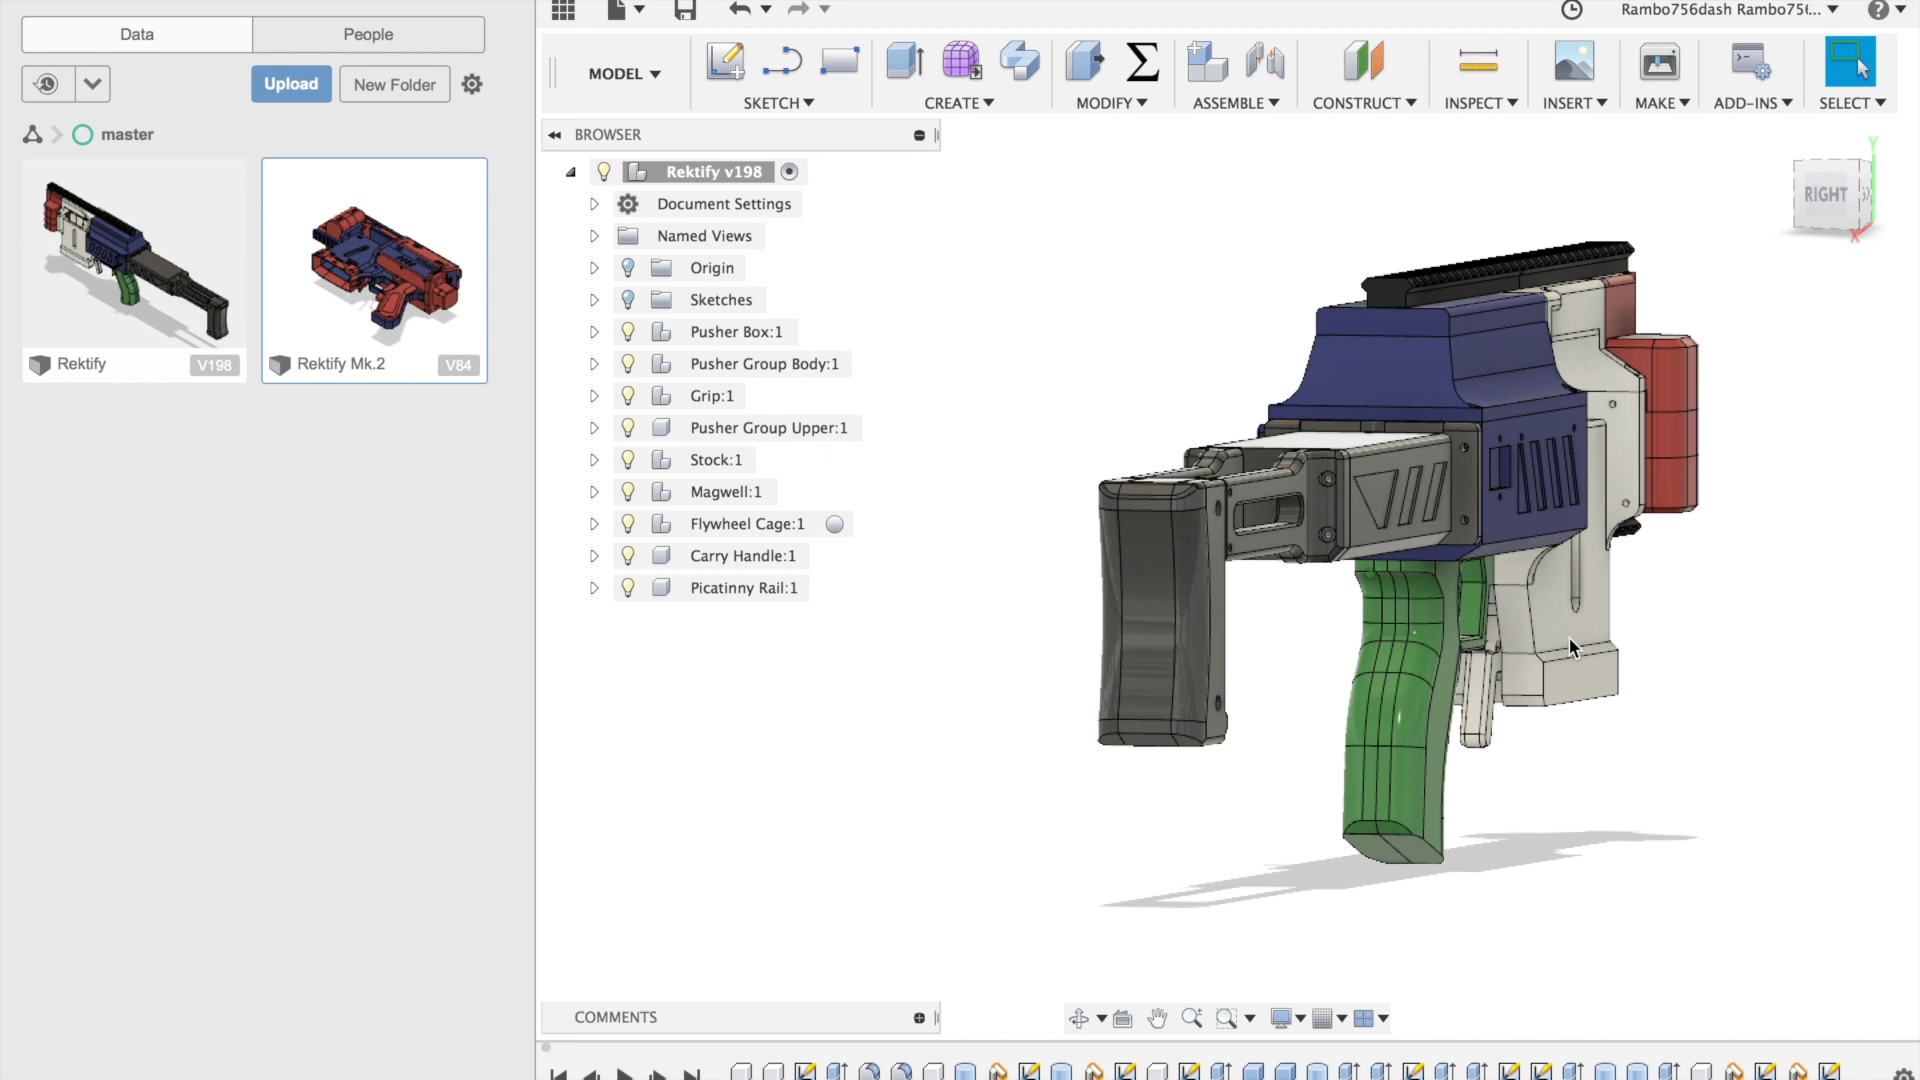 Data
People
Rambo756dash Rambo75(...
MODEL
SKETCH
CREATE
MODIFY
ASSEMBLE
CONSTRUCT
INSPECT
INSERT
MAKE
ADD-INS
SELECT
Upload
New Folder
master
Rektify
V198
Rektify Mk.2
V84
BROWSER
Rektify v198
Document Settings
Named Views
Origin
Sketches
Pusher Box:1
Pusher Group Body:1
Grip:1
Pusher Group Upper:1
Stock:1
Magwell:1
Flywheel Cage:1
Carry Handle:1
Picatinny Rail:1
Y
RIGHT
X
COMMENTS